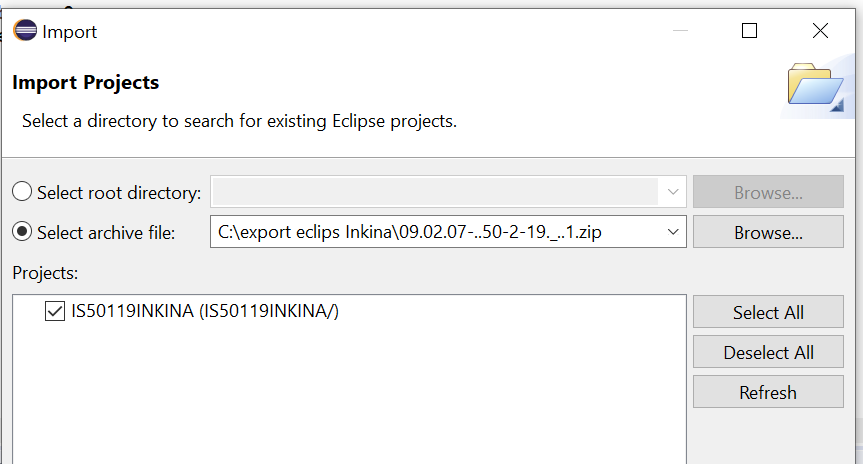 Import
Import Projects
Select a directory to search for existing Eclipse projects.
Select root directory:
Browse...
Select archive file:
C:\export eclips Inkina\09.02.07-..50-2-19._..1.zip
Browse...
Projects:
IS50119INKINA (IS50119INKINA/)
Select All
Deselect All
Refresh